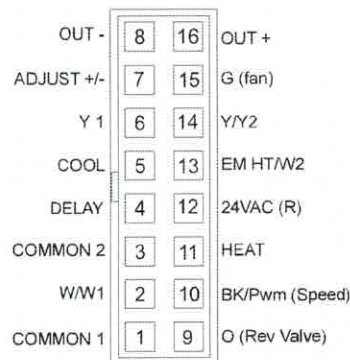 OUT - 8 16 OUT +
ADJUST +/- 7 15 G (fan)
Y 1 6 14 Y/Y2
COOL 5 13 EM HT/W2
DELAY 4 12 24VAC (R)
COMMON 2 3 11 HEAT
W/W1 2 10 BK/Pwm (Speed)
COMMON 1 1 9 O (Rev Valve)